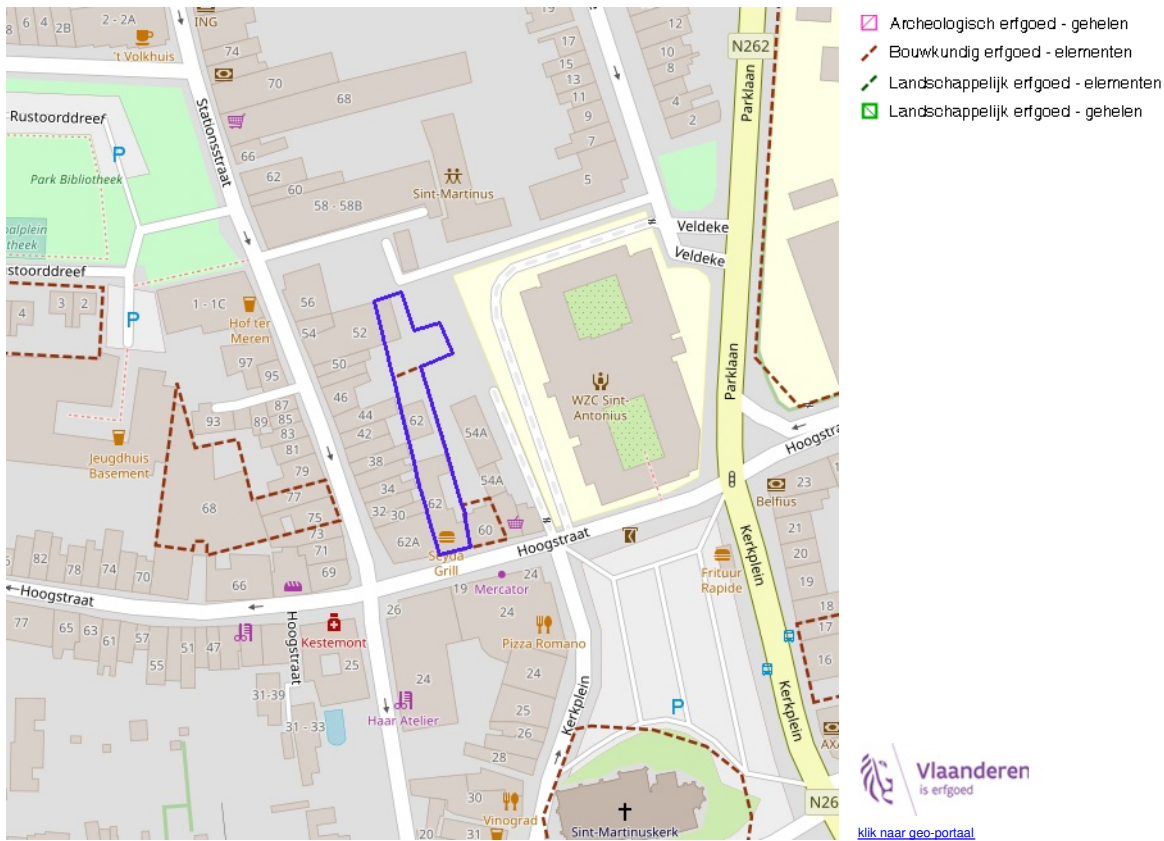 Archeologisch erfgoed - gehelen
Bouwkundig erfgoed - elementen
Landschappelijk erfgoed - elementen
Landschappelijk erfgoed - gehelen
8 6 4 2B 2 - 2A
't Volkhuis
ING
74
70
68
66
62
60
58 - 58B
Stationsstraat
Rustoorddreef
P
Park Bibliotheek
alplein
theek
stoorddreef
Sint-Martinus
19
17
15
13
11
9
7
5
12
10
8
4
2
N262
Parklaan
Veldeke
Veldeke
4
3 2
P
1 - 1C
Hof ter
Meren
56
54
52
50
46
44
42
38
34
32 30
62A
62
62
54A
54A
60
97
95
93
89
87
85
83
81
79
77
75
73
71
69
68
Jeugdhuis
Basement
WZC Sint-
Antonius
Parklaan
Hoogstra
Belfius
23
21
20
19
18
17
16
Seyda
Grill
Hoogstraat
Mercator
24
19
24
Pizza Romano
24
25
26
28
30
31
20
Vinograd
Frituur
Rapide
Kerkplein
Kerkplein
Kerkplein
P
AXA
N26
Sint-Martinuskerk
82
78
74
70
66
Hoogstraat
77
65
63
61
57
55
51
47
Hoogstraat
Kestemont
25
31-39
31 - 33
26
24
Haar Atelier
Vlaanderen
is erfgoed
klik naar geo-portaal